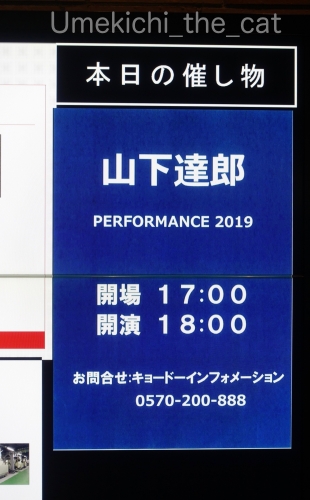 Umekichi_the_cat
本日の催し物
山下達郎
PERFORMANCE 2019
開場 17:00
開演 18:00
お問合せ:キョードーインフォメーション
0570-200-888